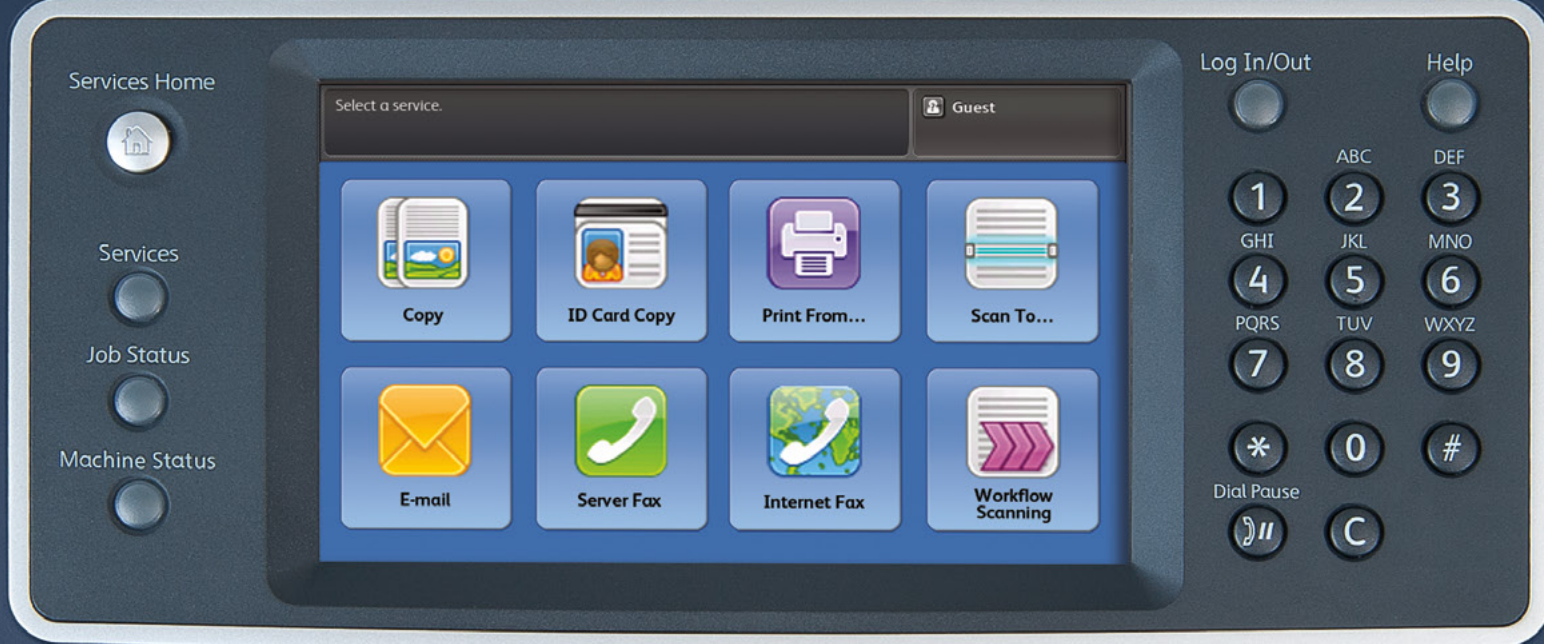 Services Home
Services
Job Status
Machine Status
Select a service.
Guest
Copy
ID Card Copy
Print From...
Scan To...
E-mail
Server Fax
Internet Fax
Workflow
Scanning
Log In/Out
Help
ABC
DEF
1
2
3
GHI
JKL
MNO
4
5
6
PQRS
TUV
WXYZ
7
8
9
*
0
#
Dial Pause
C